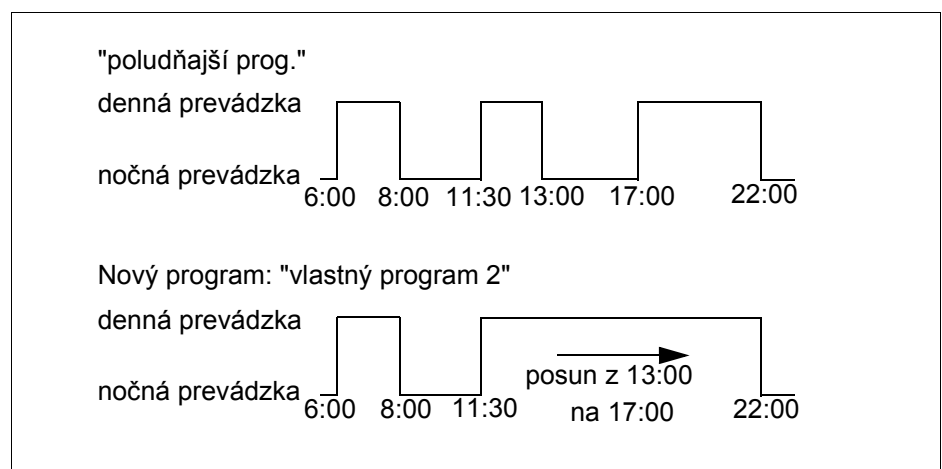 "poludňajší prog."
denná prevádzka
nočná prevádzka
6:00 8:00 11:30 13:00 17:00 22:00
Nový program: "vlastný program 2"
denná prevádzka
posun z 13:00
nočná prevádzka
6:00 8:00 11:30 na 17:00 22:00